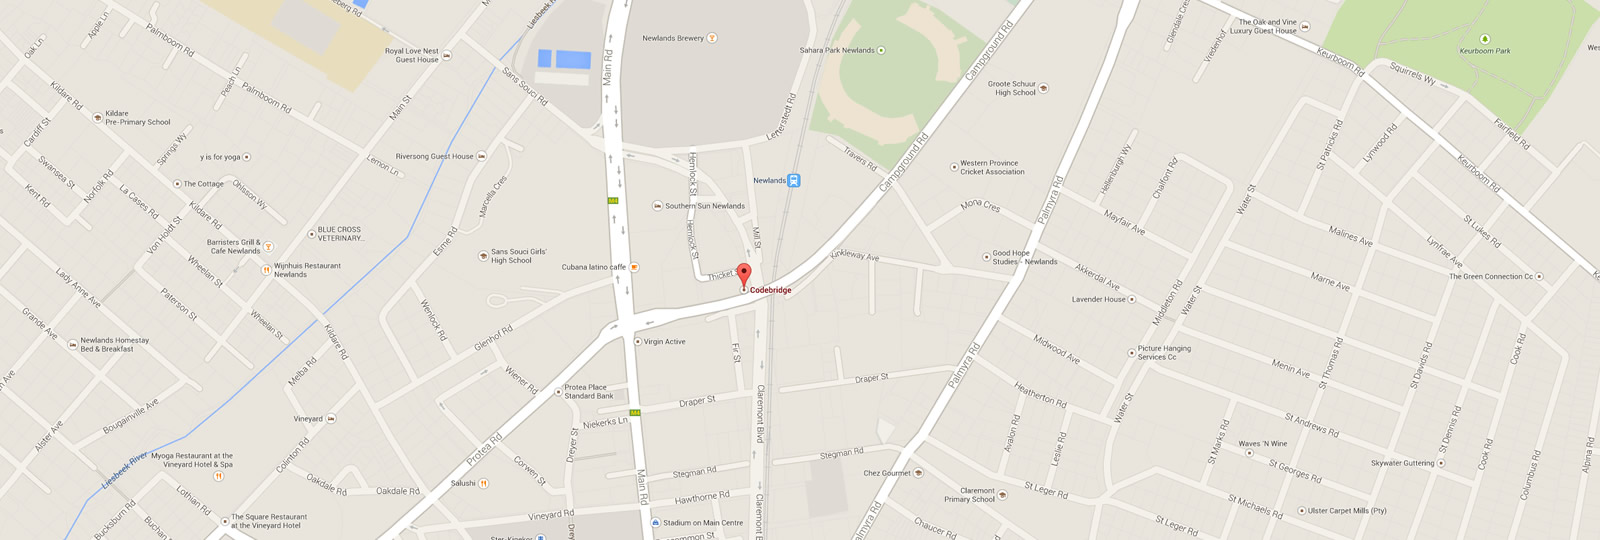 Oak Ln
Apple Ln
Palmboom Rd
Liesbeek River
Newlands Brewery
Sahara Park Newlands
Campground Rd
Glendale Cres
Vredenhof
The Oak and Vine
Luxury Guest House
Keurboom Rd
Keurboom Park
Royal Love Nest
Guest House
Main Rd
Sans Souci Rd
Peach Ln
Palmboom Rd
Main St
Kildare Rd
Cardiff St
Kildare
Pre-Primary School
Letterstedt Rd
Groote Schuur
High School
Squirrels Wy
Fairfield Rd
Springs Wy
y is for yoga
Lemon Ln
Riversong Guest House
Travers Rd
Campground Rd
Western Province
Cricket Association
St Patricks Rd
Lynwood Rd
Keurboom Rd
Swansea St
Kent Rd
Norfolk Rd
The Cottage
Ohlsson Wy
Marcella Cres
Hemlock St
Newlands
Hellenburgh Wy
Chalfont Rd
La Cases Rd
Kildare Rd
Southern Sun Newlands
M4
Mona Cres
Palmyra Rd
Mayfair Ave
Water St
Malines Ave
St Lukes Rd
Von Holdt St
Barristers Grill &
Cafe Newlands
BLUE CROSS
VETERINARY...
Esme Rd
Sans Souci Girls'
High School
Hemlock St
Mill St
Kinkleway Ave
Good Hope
Studies - Newlands
Lynfrae Ave
Wheelan St
Wijnhuis Restaurant
Newlands
Cubana latino caffe
Codebridge
Akkerdal Ave
Marne Ave
The Green Connection Cc
Lady Anne Ave
Paterson St
Wheelan St
Wenlock Rd
Lavender House
Middleton Rd
Water St
Grande Ave
Newlands Homestay
Bed & Breakfast
Kildare Rd
Glenhof Rd
Virgin Active
Fir St
Palmyra Rd
Midwood Ave
Picture Hanging
Services Cc
St Thomas Rd
Menin Ave
St Davids Rd
Cook Rd
Melba Rd
Wiener Rd
Protea Place
Standard Bank
Draper St
Draper St
Heatherton Rd
Water St
Bougainville Ave
Vineyard
M4
Niekerks Ln
Claremont Blvd
St Andrews Rd
Alster Ave
Liesbeek River
Myoga Restaurant at the
Vineyard Hotel & Spa
Colinton Rd
Protea Rd
Dreyer St
Stegman Rd
Stegman Rd
Avalon Rd
Leslie Rd
St Marks Rd
Waves 'N Wine
St Georges Rd
St Dennis Rd
Skywater Guttering
Cook Rd
Columbus Rd
Alpina Rd
Oakdale Rd
Oakdale Rd
Salushi
Corwen St
Main Rd
Chez Gourmet
Claremont
Primary School
St Leger Rd
St Michaels Rd
Ulster Carpet Mills (Pty)
Lothian Rd
Bucksburn Rd
The Square Restaurant
at the Vineyard Hotel
Vineyard Rd
Hawthorne Rd
Stadium on Main Centre
Chaucer Rd
St Leger Rd